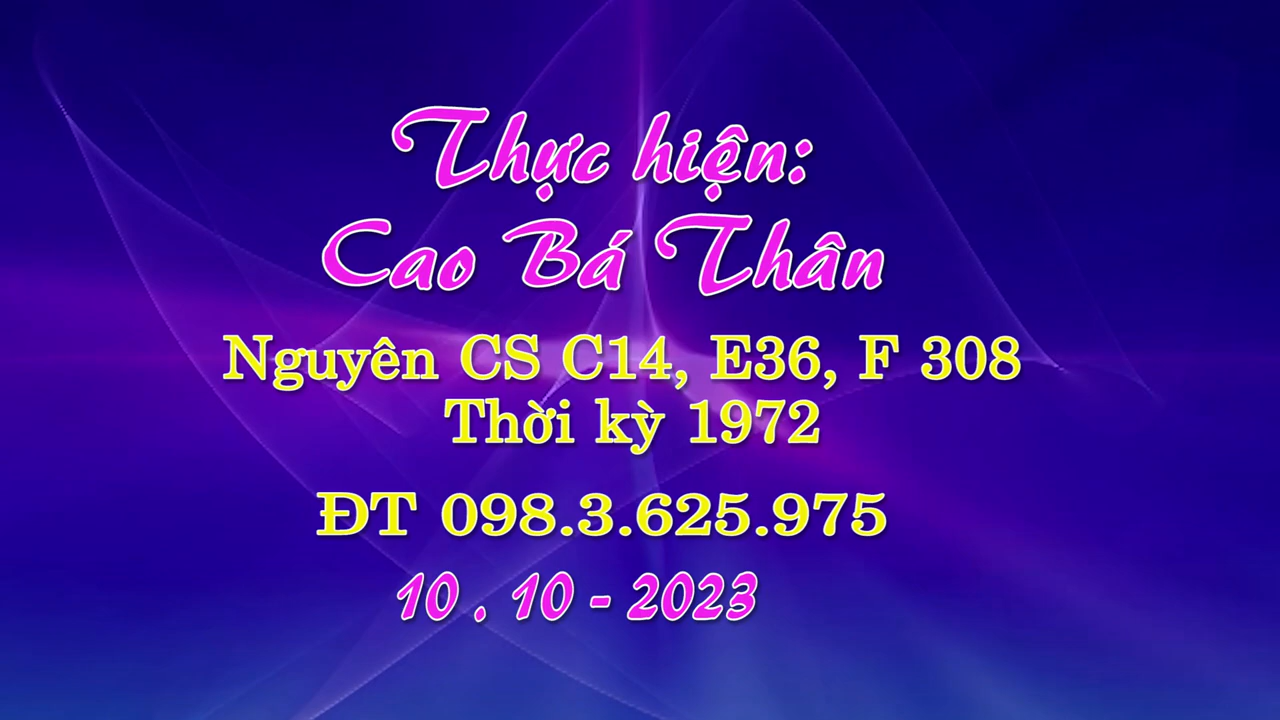 Thực hiện:
Cao Bá Thân
Nguyên CS C14, E36, F 308
Thời kỳ 1972
ĐT 098.3.625.975
10 . 10 - 2023